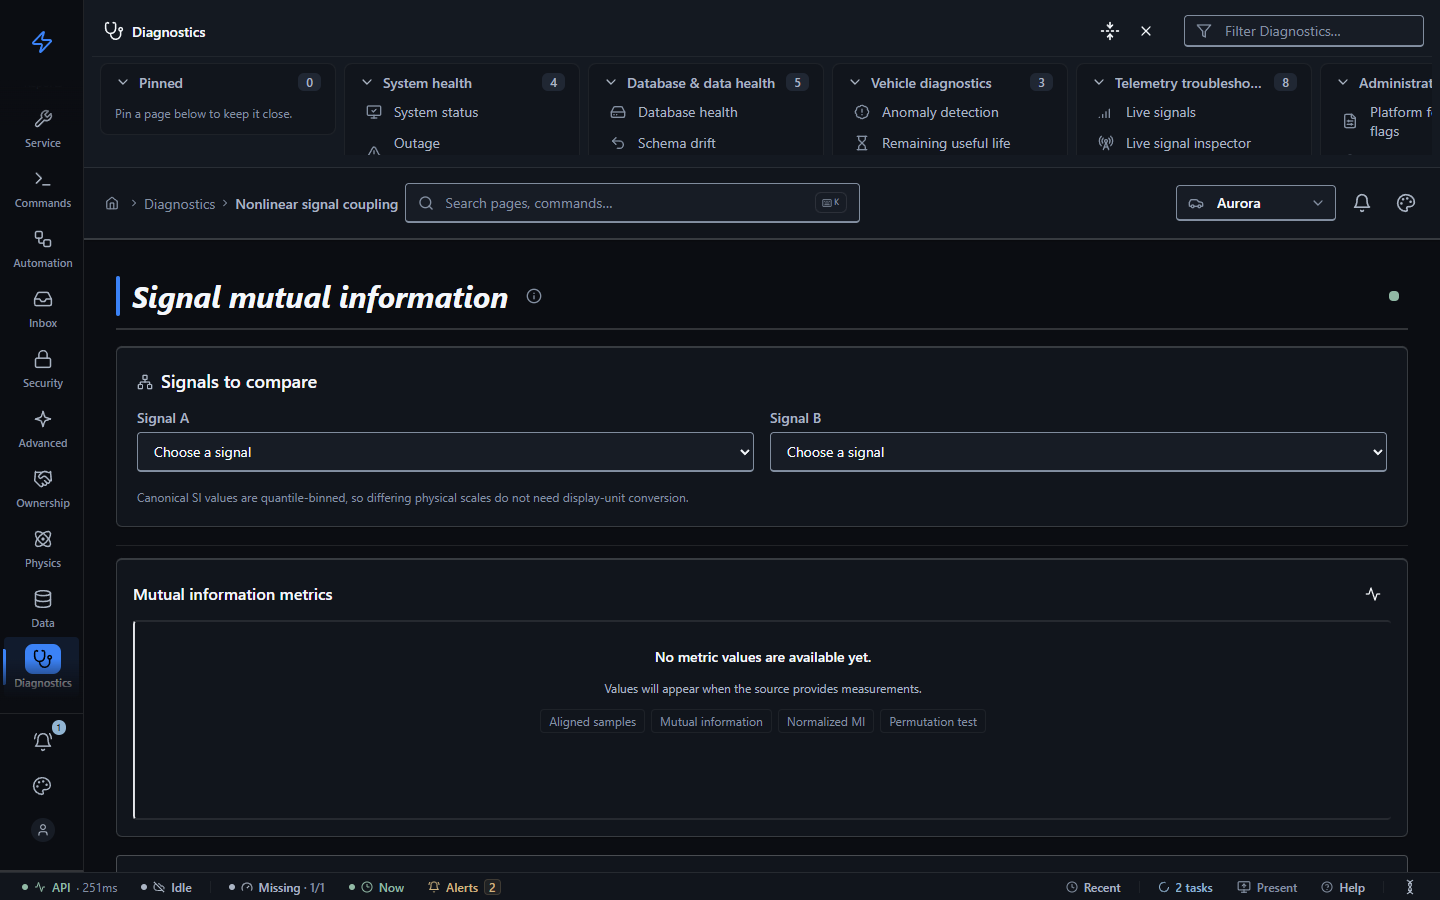 Diagnostics
Filter Diagnostics...
Pinned 0
Pin a page below to keep it close.
System health 4
System status
Outage
Database & data health 5
Database health
Schema drift
Vehicle diagnostics 3
Anomaly detection
Remaining useful life
Telemetry troublesho... 8
Live signals
Live signal inspector
Administrat
Platform f
flags
Service
Commands
Automation
Inbox
Security
Advanced
Ownership
Physics
Data
Diagnostics
1
Diagnostics
Nonlinear signal coupling
Search pages, commands...
K
Aurora
Signal mutual information
Signals to compare
Signal A
Choose a signal
Signal B
Choose a signal
Canonical SI values are quantile-binned, so differing physical scales do not need display-unit conversion.
Mutual information metrics
No metric values are available yet.
Values will appear when the source provides measurements.
Aligned samples
Mutual information
Normalized MI
Permutation test
API · 251ms
Idle
Missing · 1/1
Now
Alerts 2
Recent
2 tasks
Present
Help